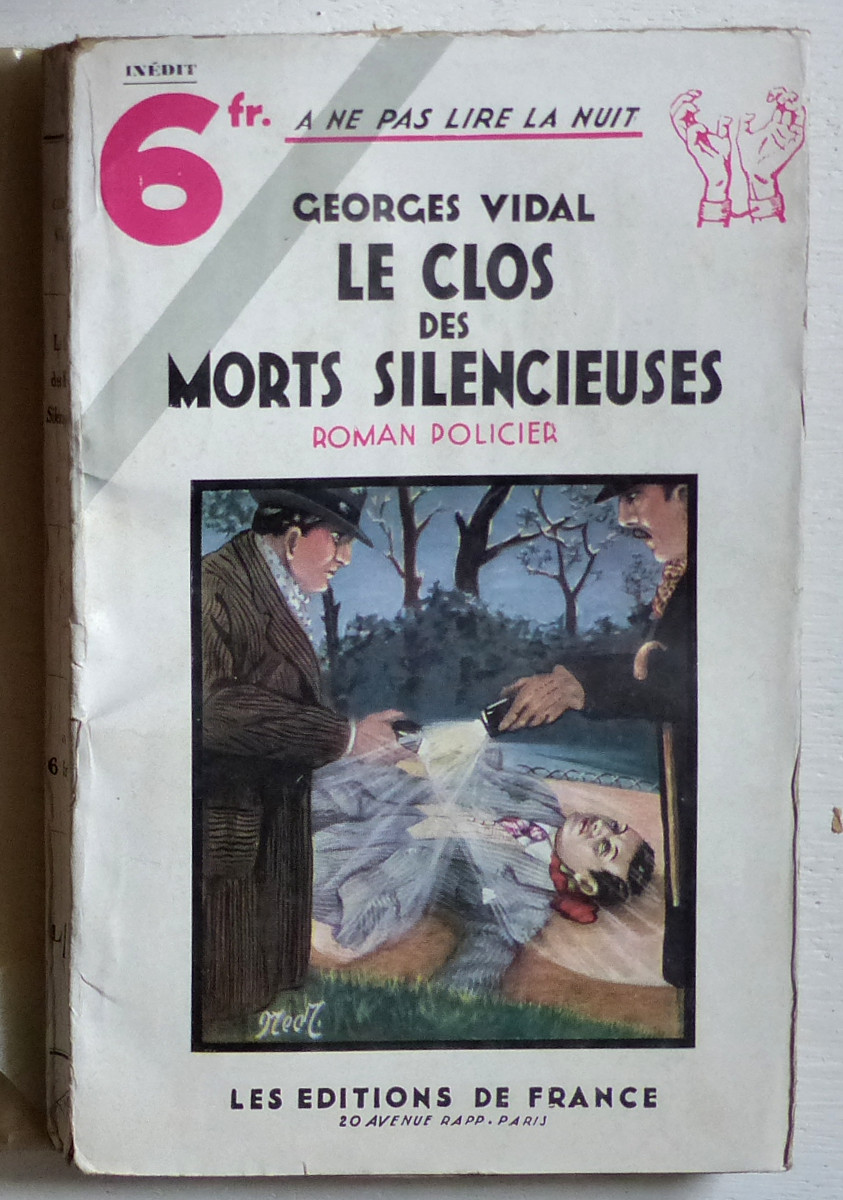 INÉDIT
6 fr.
A NE PAS LIRE LA NUIT
GEORGES VIDAL
LE CLOS
DES
MORTS SILENCIEUSES
ROMAN POLICIER
LES EDITIONS DE FRANCE
20 AVENUE RAPP. PARIS
6